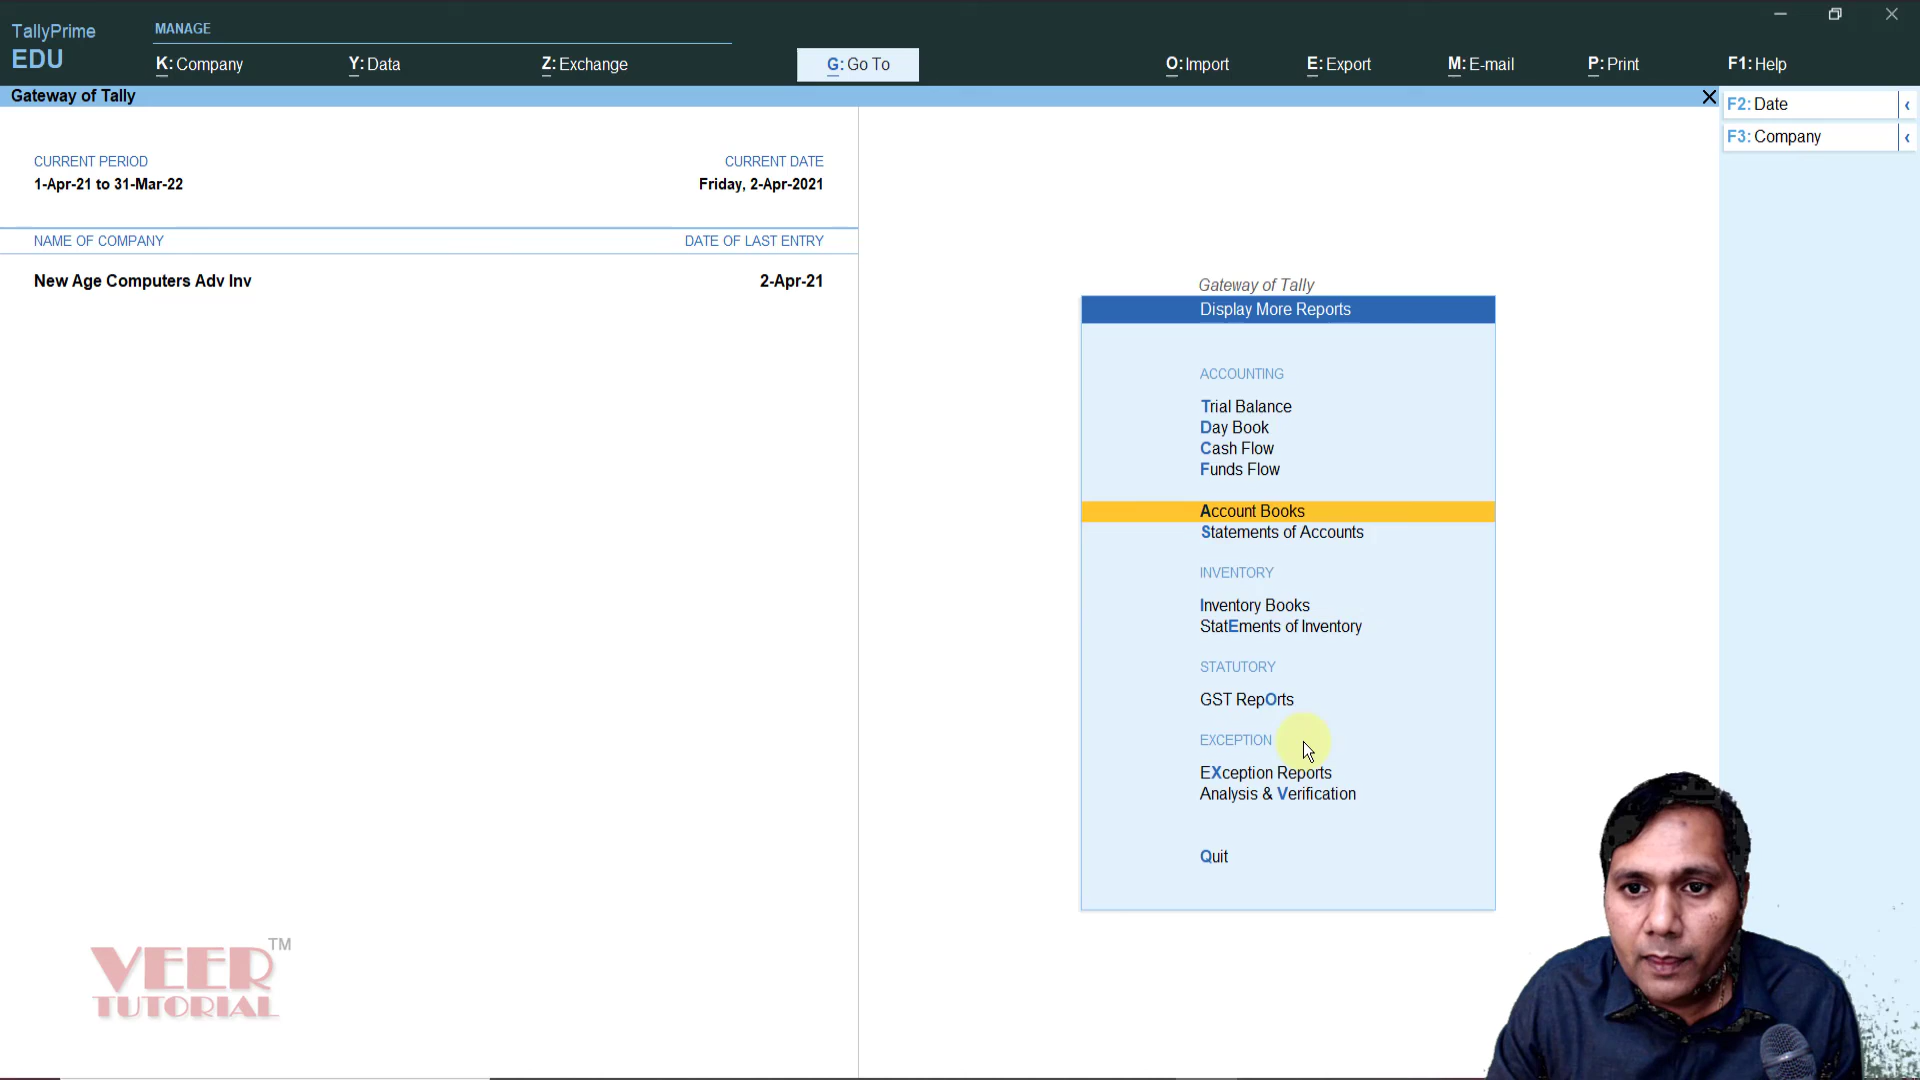 TallyPrime
EDU
MANAGE
K: Company
Y: Data
Z: Exchange
G: Go To
O: Import
E: Export
M: E-mail
P: Print
F1: Help
Gateway of Tally
F2: Date
F3: Company
CURRENT PERIOD
CURRENT DATE
1-Apr-21 to 31-Mar-22
Friday, 2-Apr-2021
NAME OF COMPANY
DATE OF LAST ENTRY
New Age Computers Adv Inv
2-Apr-21
Gateway of Tally
Display More Reports
ACCOUNTING
Trial Balance
Day Book
Cash Flow
Funds Flow
Account Books
Statements of Accounts
INVENTORY
Inventory Books
StatEments of Inventory
STATUTORY
GST RepOrts
EXCEPTION
EXception Reports
Analysis & Verification
Quit
VEER TM
TUTORIAL